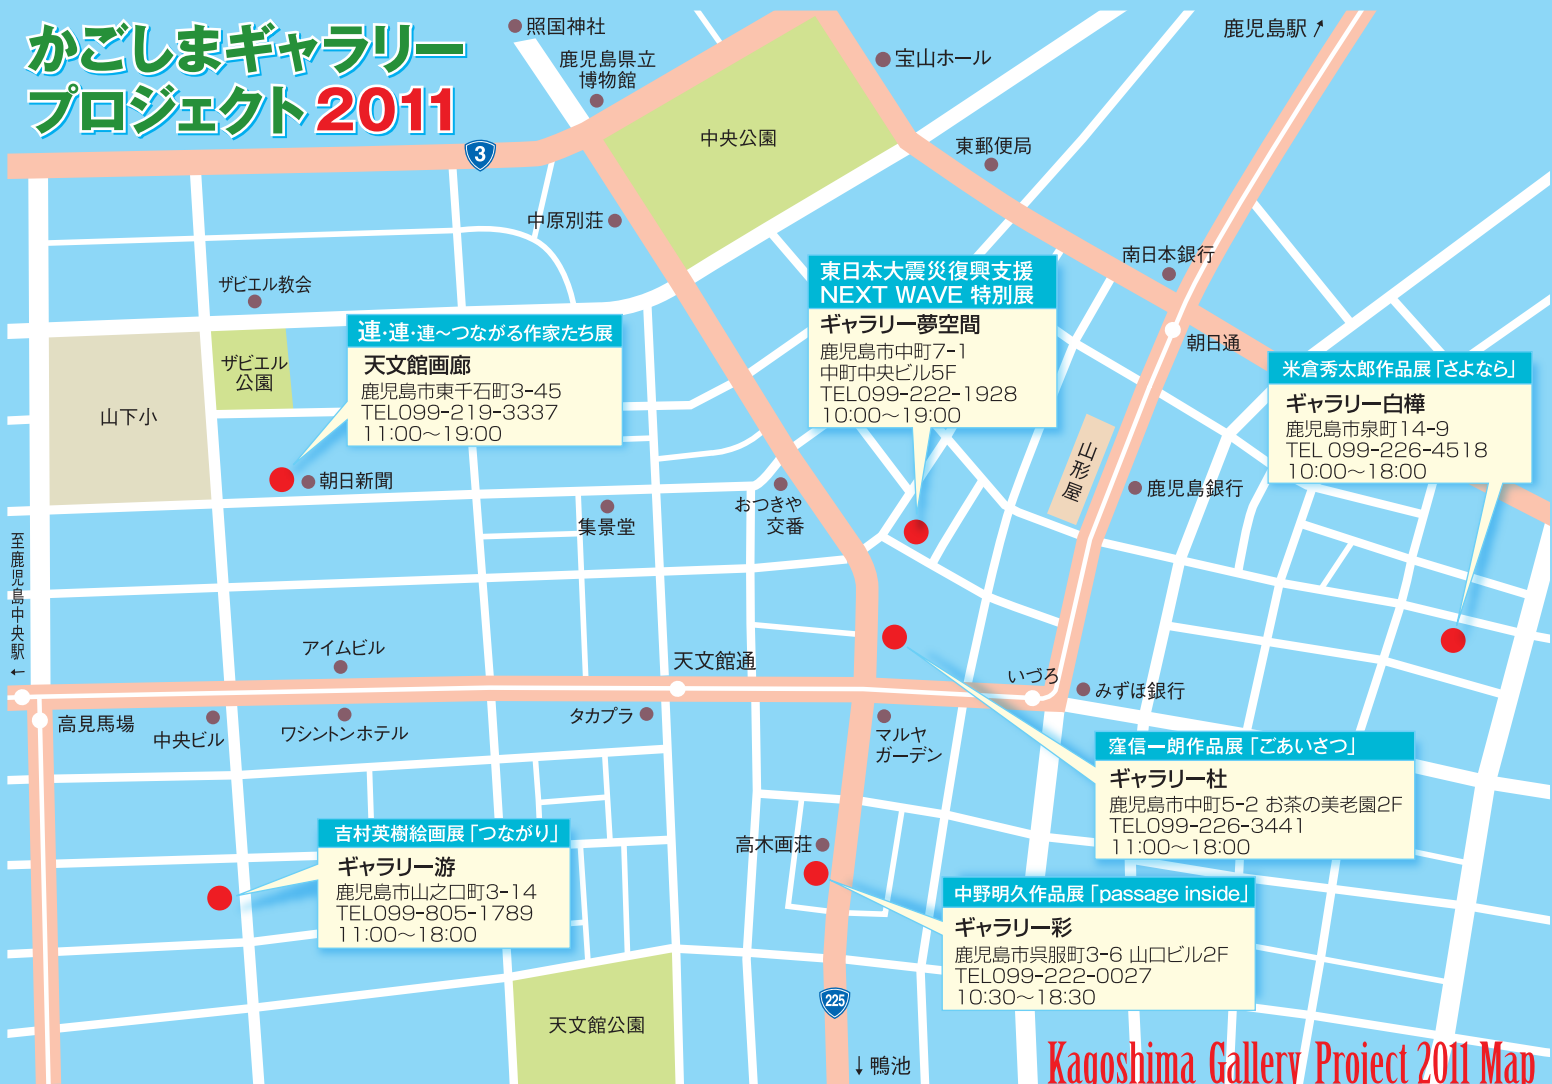 かごしまギャラリー
プロジェクト2011
照国神社
鹿児島県立
博物館
宝山ホール
鹿児島駅↗
3
中央公園
東郵便局
中原別荘
南日本銀行
ザビエル教会
朝日通
ザビエル
公園
山下小
連・連・連〜つながる作家たち展
天文館画廊
鹿児島市東千石町3-45
TEL099-219-3337
11:00〜19:00
東日本大震災復興支援
NEXT WAVE 特別展
ギャラリー夢空間
鹿児島市中町7-1
中町中央ビル5F
TEL099-222-1928
10:00〜19:00
米倉秀太郎作品展「さよなら」
ギャラリー白樺
鹿児島市泉町14-9
TEL 099-226-4518
10:00〜18:00
山形屋
鹿児島銀行
朝日新聞
集景堂
おつきや
交番
至鹿児島中央駅←
アイムビル
天文館通
いづろ
みずほ銀行
高見馬場
中央ビル
ワシントンホテル
タカプラ
マルヤ
ガーデン
窪信一朗作品展「ごあいさつ」
ギャラリー杜
鹿児島市中町5-2 お茶の美老園2F
TEL099-226-3441
11:00〜18:00
吉村英樹絵画展「つながり」
ギャラリー游
鹿児島市山之口町3-14
TEL099-805-1789
11:00〜18:00
高木画荘
中野明久作品展「passage inside」
ギャラリー彩
鹿児島市呉服町3-6 山口ビル2F
TEL099-222-0027
10:30〜18:30
225
天文館公園
↓鴨池
Kagoshima Gallery Project 2011 Map